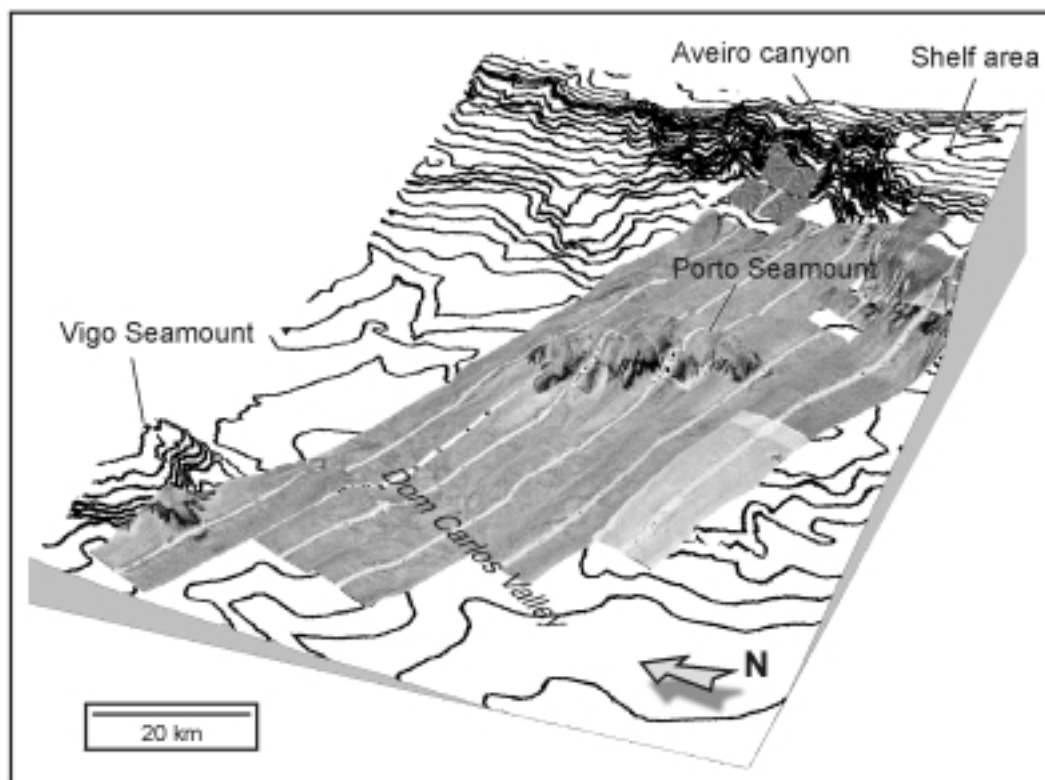 Aveiro canyon
Shelf area
Porto Seamount
Vigo Seamount
Dom Carlos Valley
N
20 km